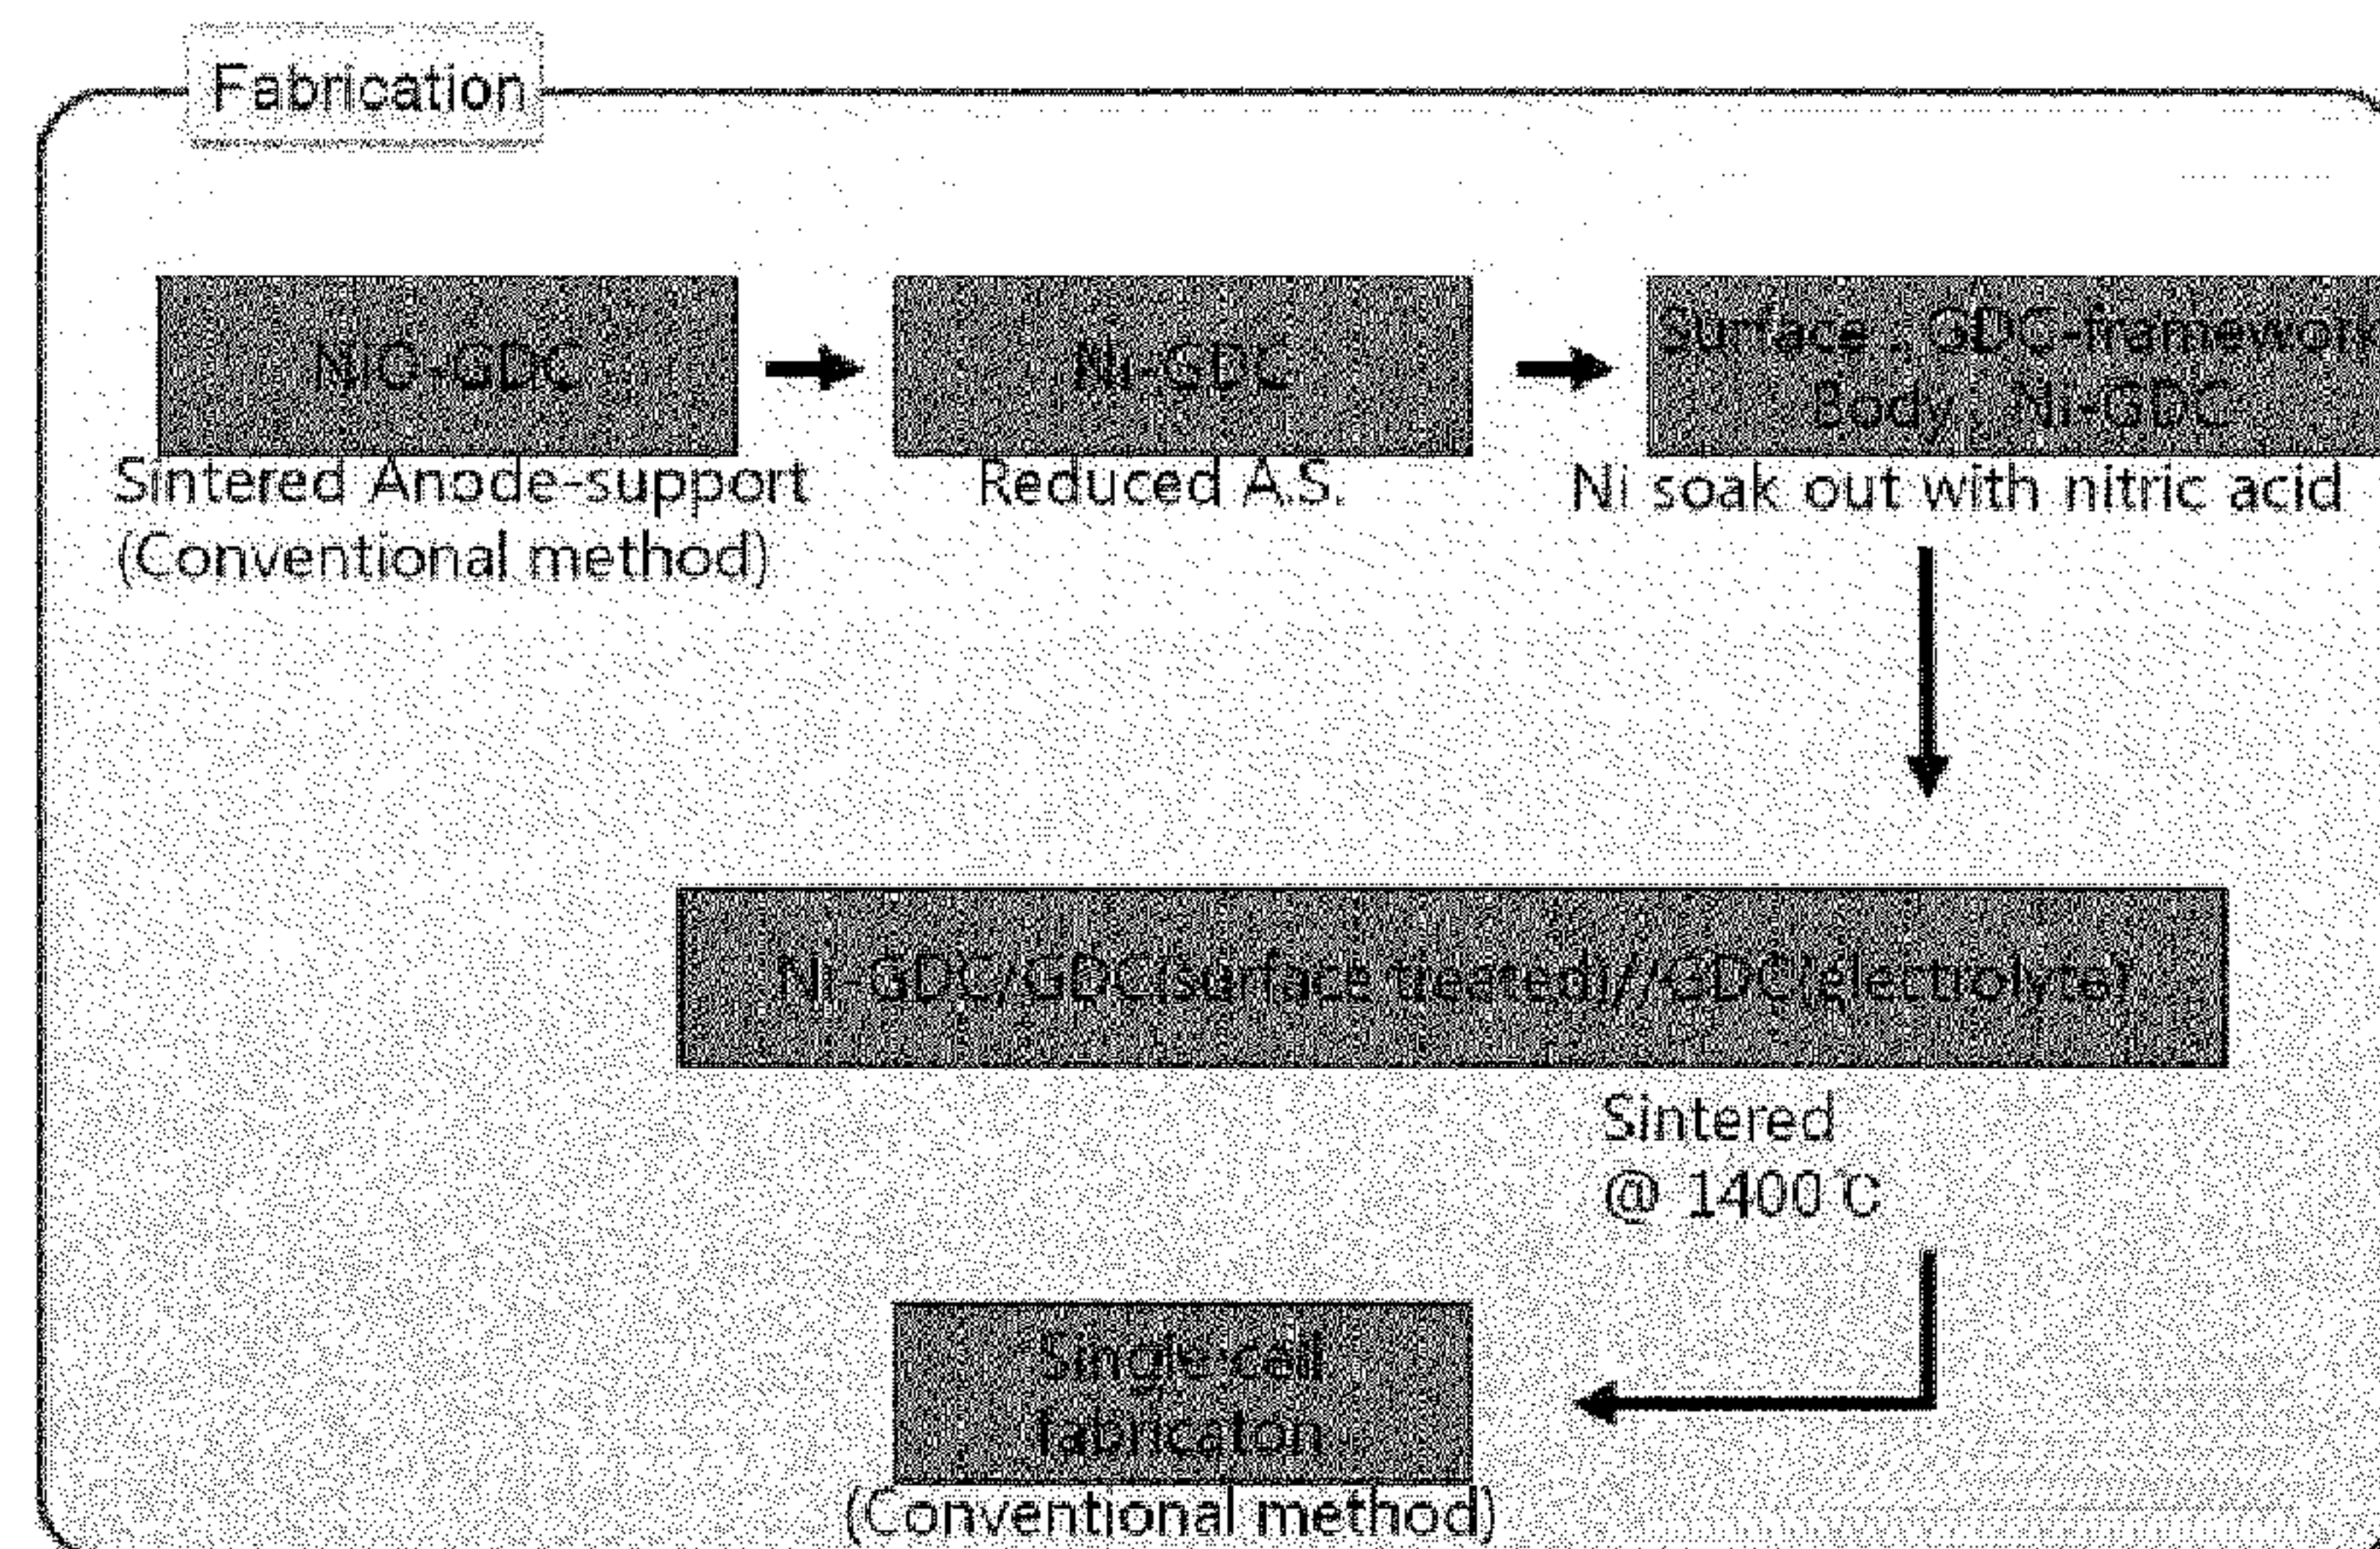 Fabrication
NiO-GDC
Sintered Anode-support
(Conventional method)
Ni-GDC
Reduced A.S.
Surface : GDC-framework
Body : Ni-GDC
Ni soak out with nitric acid
Ni-GDC/GDC(surface treated)//GDC(electrolyte)
Sintered
@ 1400℃
Single-cell
fabricaton
(Conventional method)